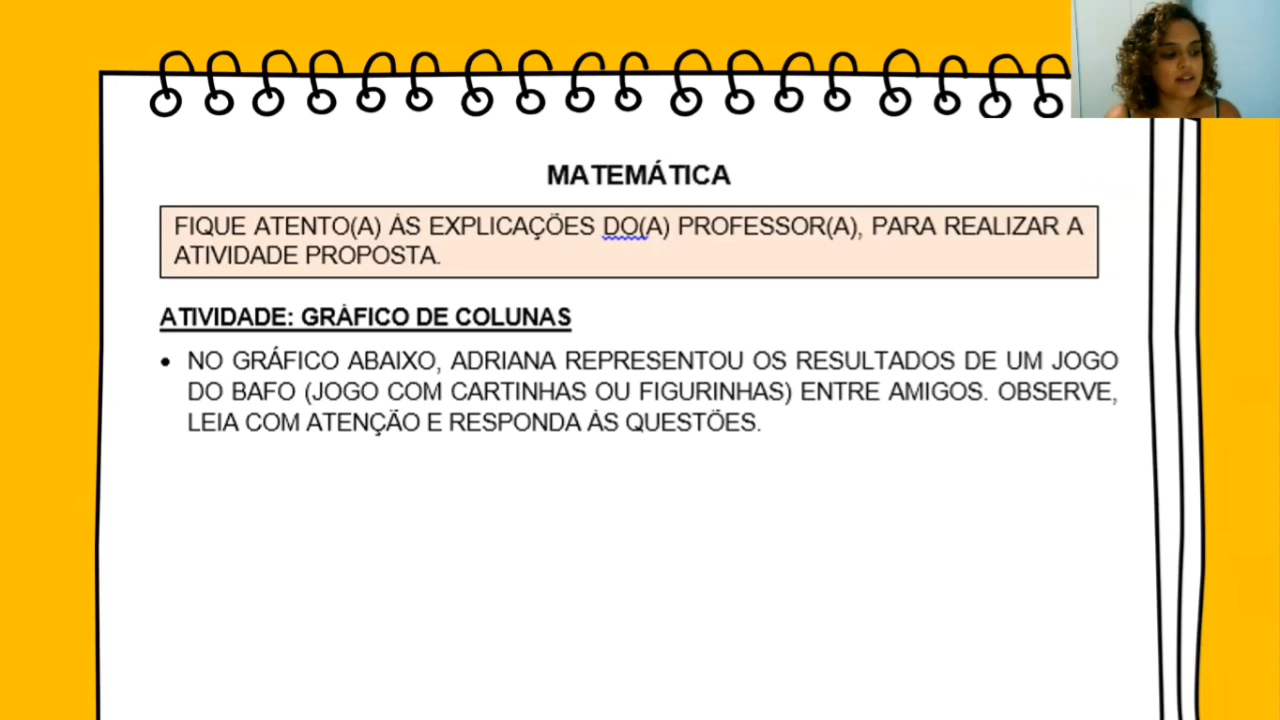 MATEMÁTICA
FIQUE ATENTO(A) ÀS EXPLICAÇÕES DO(A) PROFESSOR(A), PARA REALIZAR A
ATIVIDADE PROPOSTA.
ATIVIDADE: GRÁFICO DE COLUNAS
• NO GRÁFICO ABAIXO, ADRIANA REPRESENTOU OS RESULTADOS DE UM JOGO
DO BAFO (JOGO COM CARTINHAS OU FIGURINHAS) ENTRE AMIGOS. OBSERVE,
LEIA COM ATENÇÃO E RESPONDA ÀS QUESTÕES.